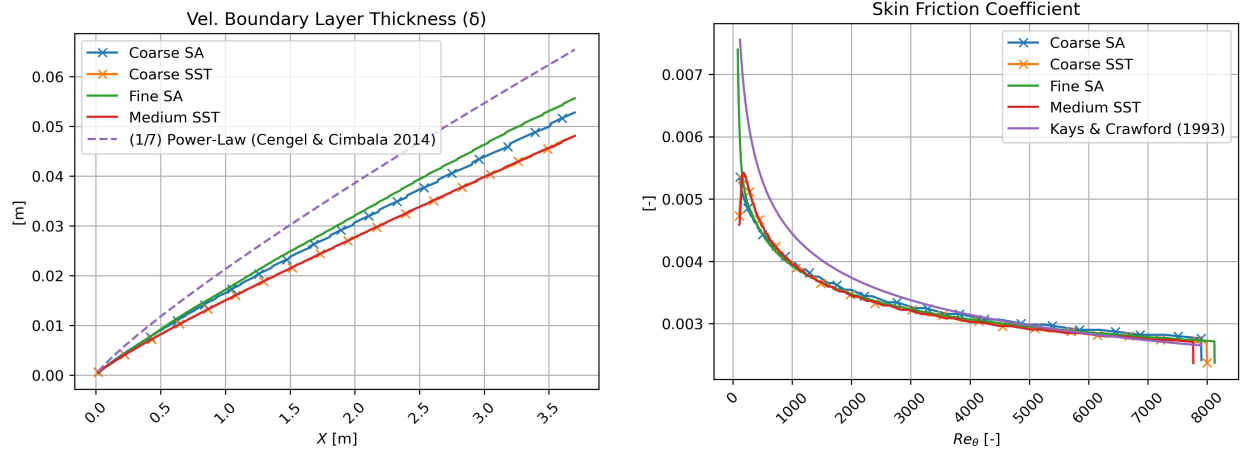 Vel. Boundary Layer Thickness (δ)
Coarse SA
Coarse SST
Fine SA
Medium SST
(1/7) Power-Law (Cengel & Cimbala 2014)
0.06
0.05
0.04
0.03
0.02
0.01
0.00
[m]
0.0
0.5
1.0
1.5
2.0
2.5
3.0
3.5
X [m]
Skin Friction Coefficient
Coarse SA
Coarse SST
Fine SA
Medium SST
Kays & Crawford (1993)
0.007
0.006
0.005
0.004
0.003
[-]
0
1000
2000
3000
4000
5000
6000
7000
8000
Reθ [-]